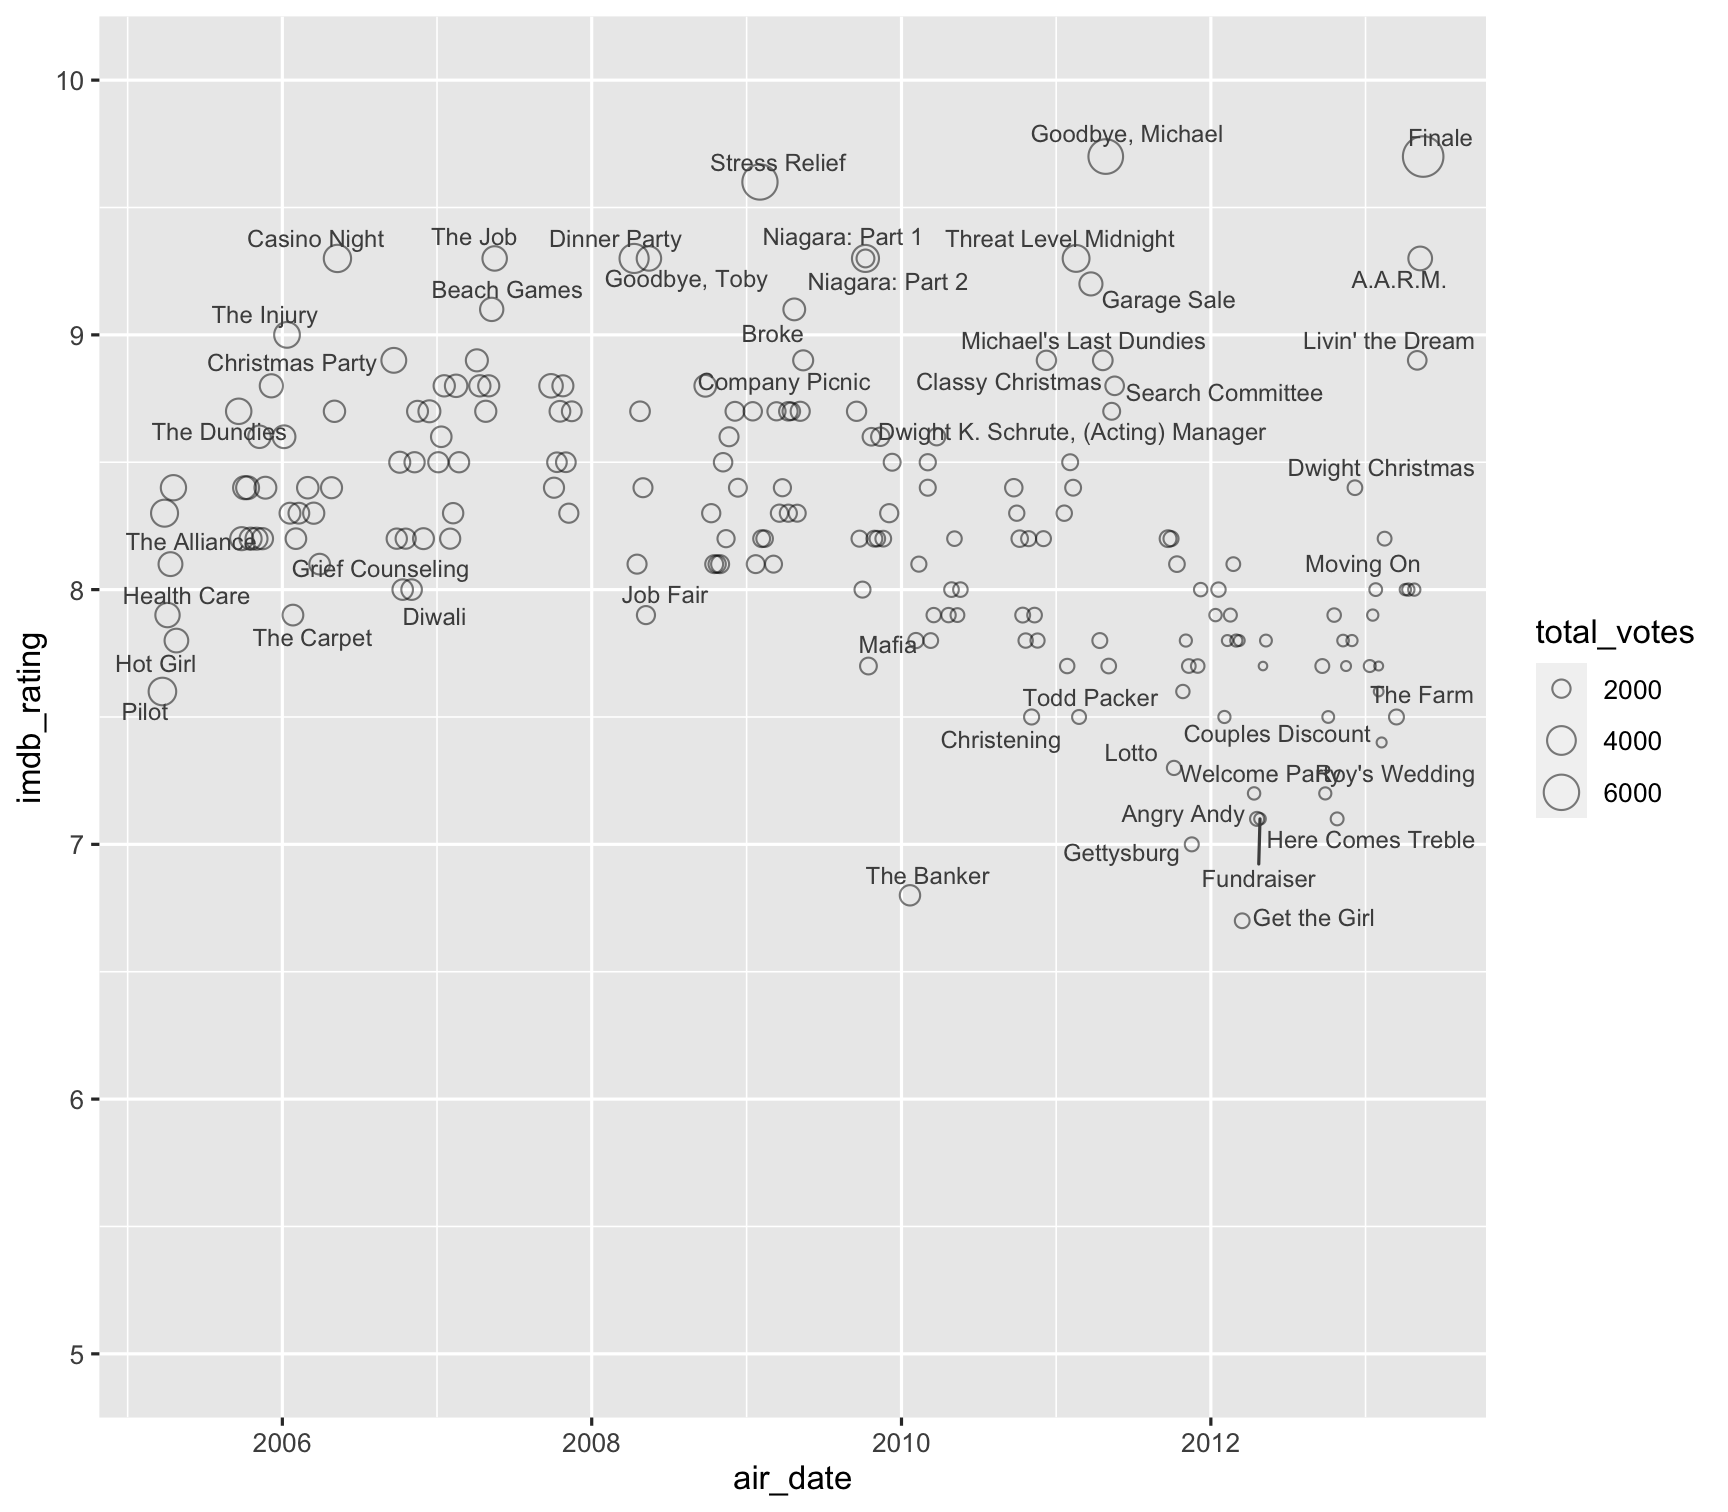 10
9
8
7
6
5
imdb_rating
Goodbye, Michael
Finale
Stress Relief
Casino Night
The Job
Dinner Party
Niagara: Part 1
Threat Level Midnight
Goodbye, Toby
Niagara: Part 2
A.A.R.M.
Beach Games
Garage Sale
The Injury
Broke
Michael's Last Dundies
Livin' the Dream
Christmas Party
Company Picnic
Classy Christmas
Search Committee
The Dundies
Dwight K. Schrute, (Acting) Manager
Dwight Christmas
The Alliance
Grief Counseling
Moving On
Health Care
Job Fair
Diwali
The Carpet
Mafia
Hot Girl
Todd Packer
The Farm
Pilot
Christening
Couples Discount
Lotto
Welcome Party
Roy's Wedding
Angry Andy
Here Comes Treble
Gettysburg
The Banker
Fundraiser
Get the Girl
2006
2008
2010
2012
air_date
total_votes
2000
4000
6000